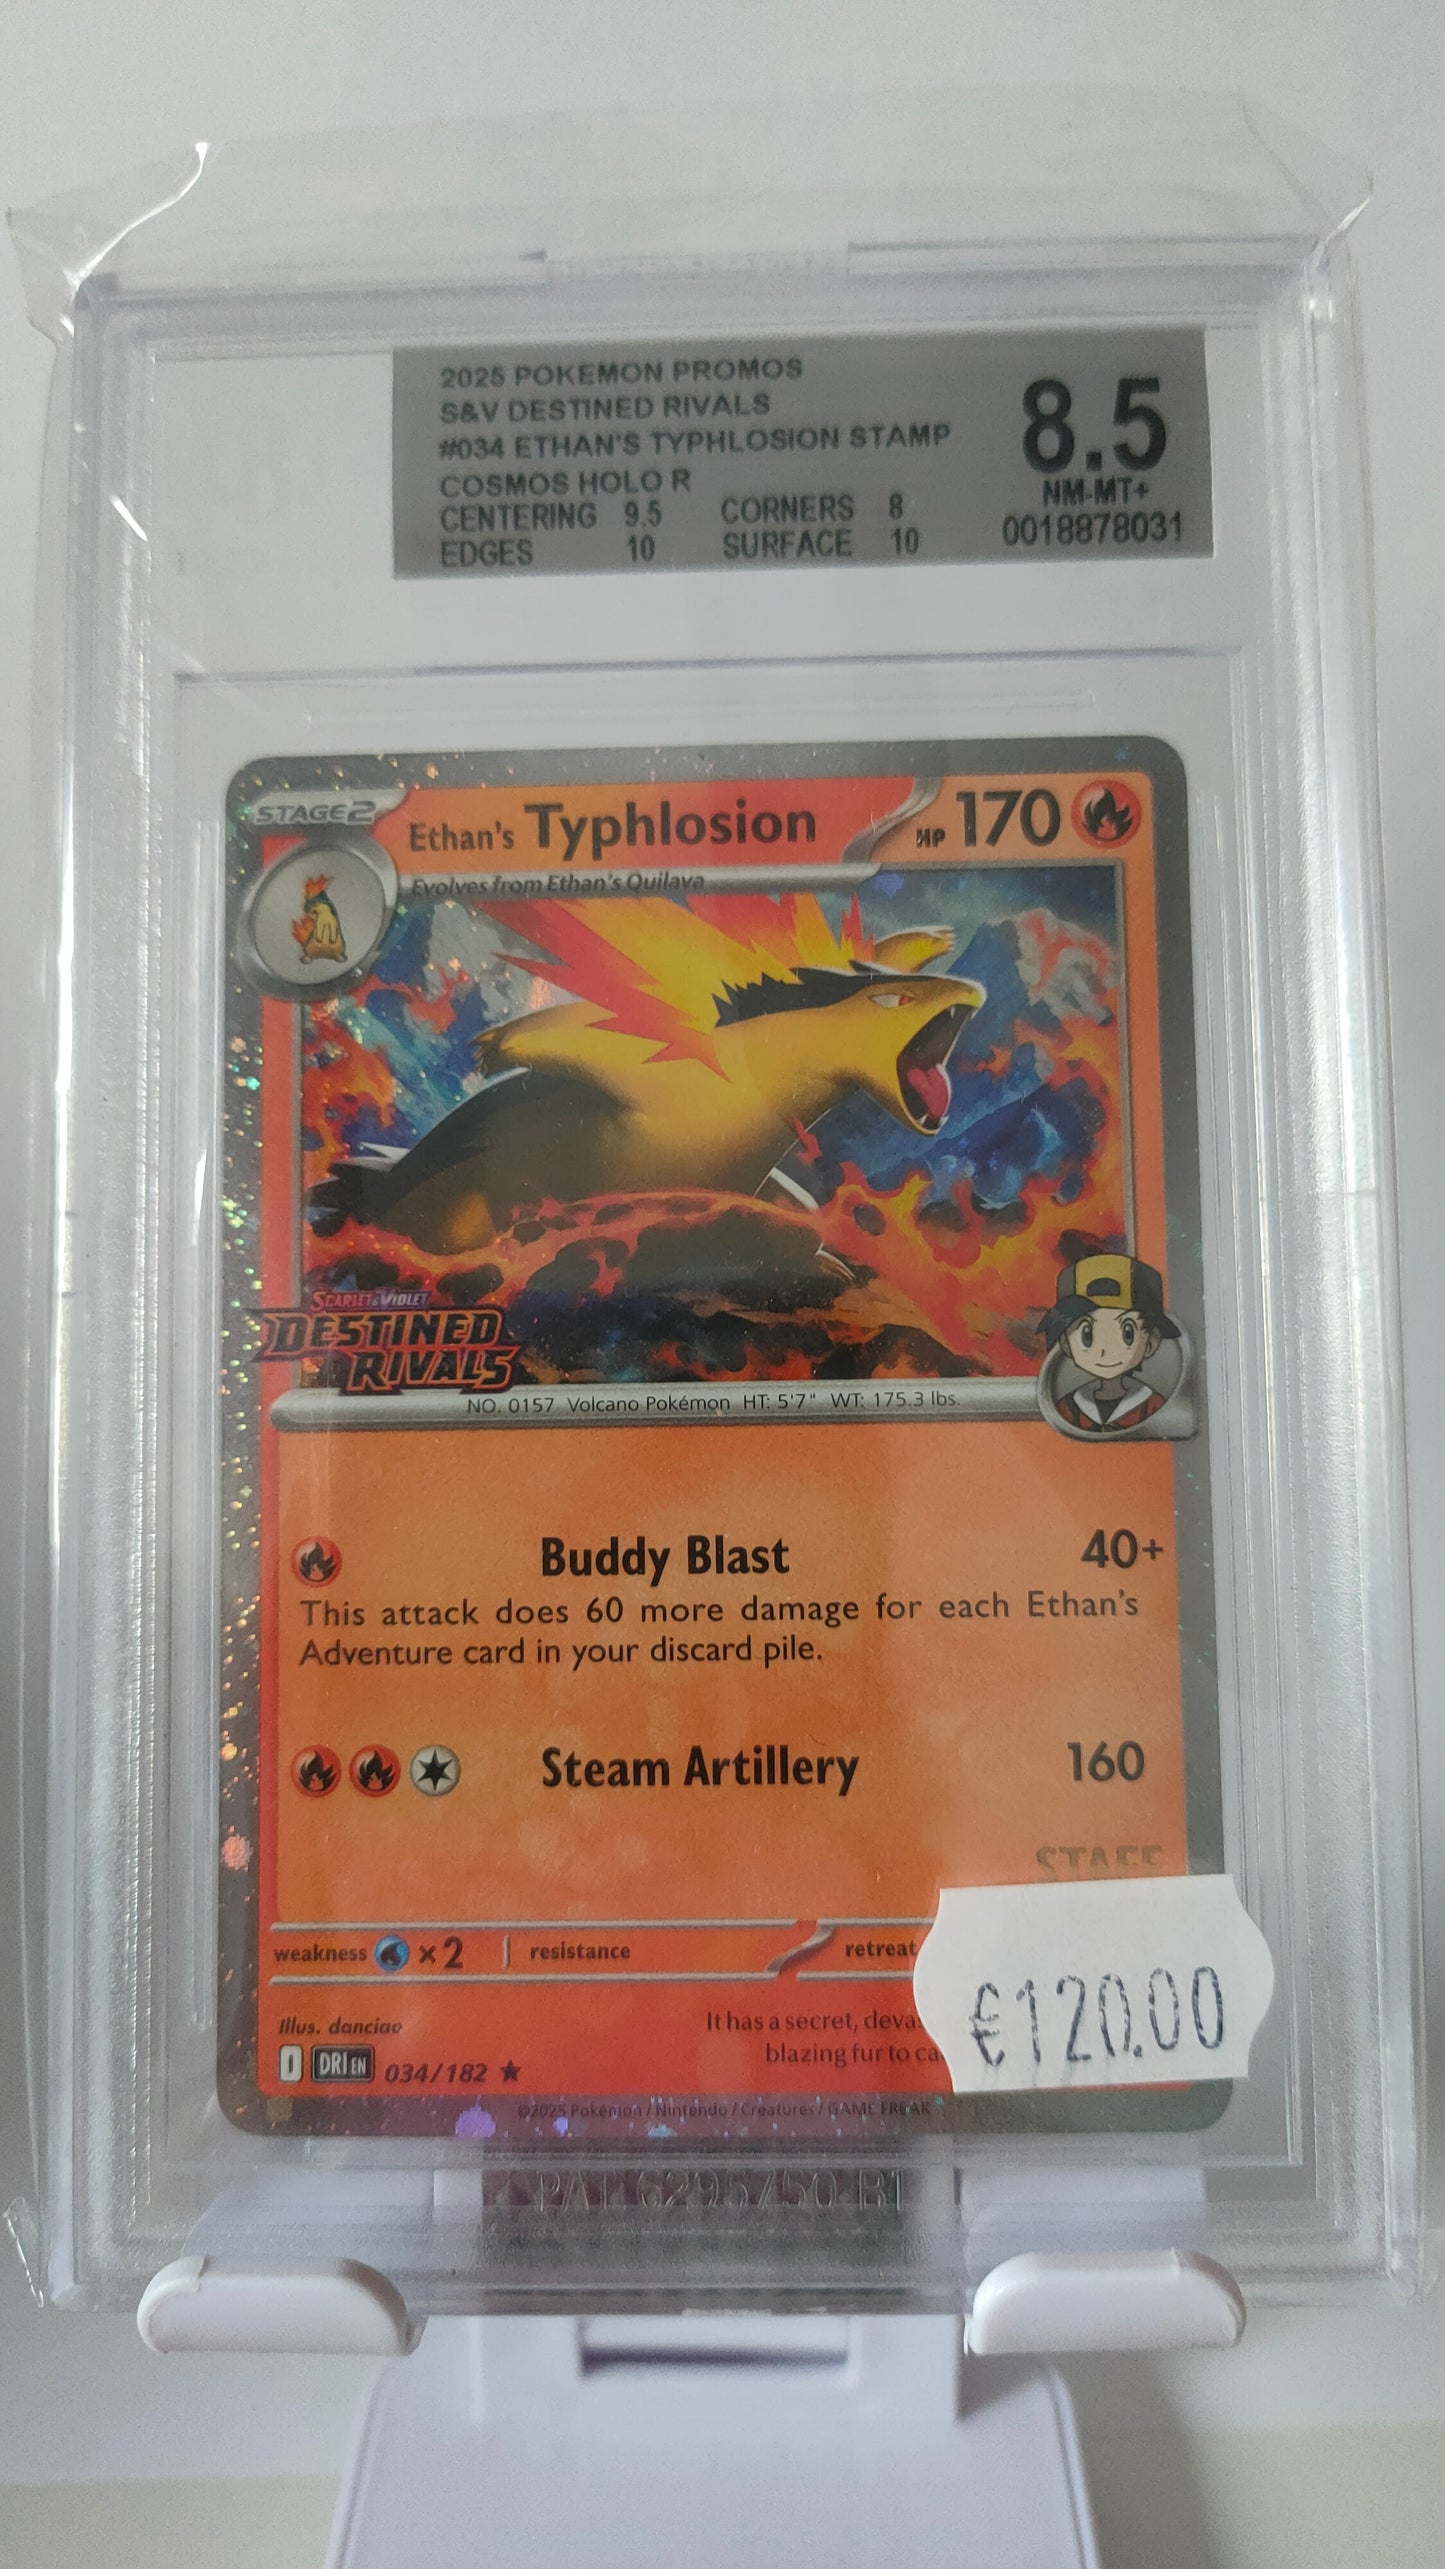 2025 POKEMON PROMOS
S&V DESTINED RIVALS
#034 ETHAN'S TYPHLOSION STAMP
COSMOS HOLO R
CENTERING 9.5 CORNERS 8
EDGES 10 SURFACE 10
8.5
NM-MT+
0018878031
STAGE2
Ethan's Typhlosion HP 170
Evolves from Ethan's Quilava
SCARLET & VIOLET
DESTINED
RIVALS
NO. 0157 Volcano Pokémon HT: 5'7" WT: 175.3 lbs.
Buddy Blast 40+
This attack does 60 more damage for each Ethan's
Adventure card in your discard pile.
Steam Artillery 160
STAFF
weakness ×2 resistance retreat
Illus. danciao
It has a secret, deva
blazing fur to ca
I DRI EN 034/182 ★
©2025 Pokémon / Nintendo / Creatures / GAME FREAK
€120.00
PAT 6295750 B1